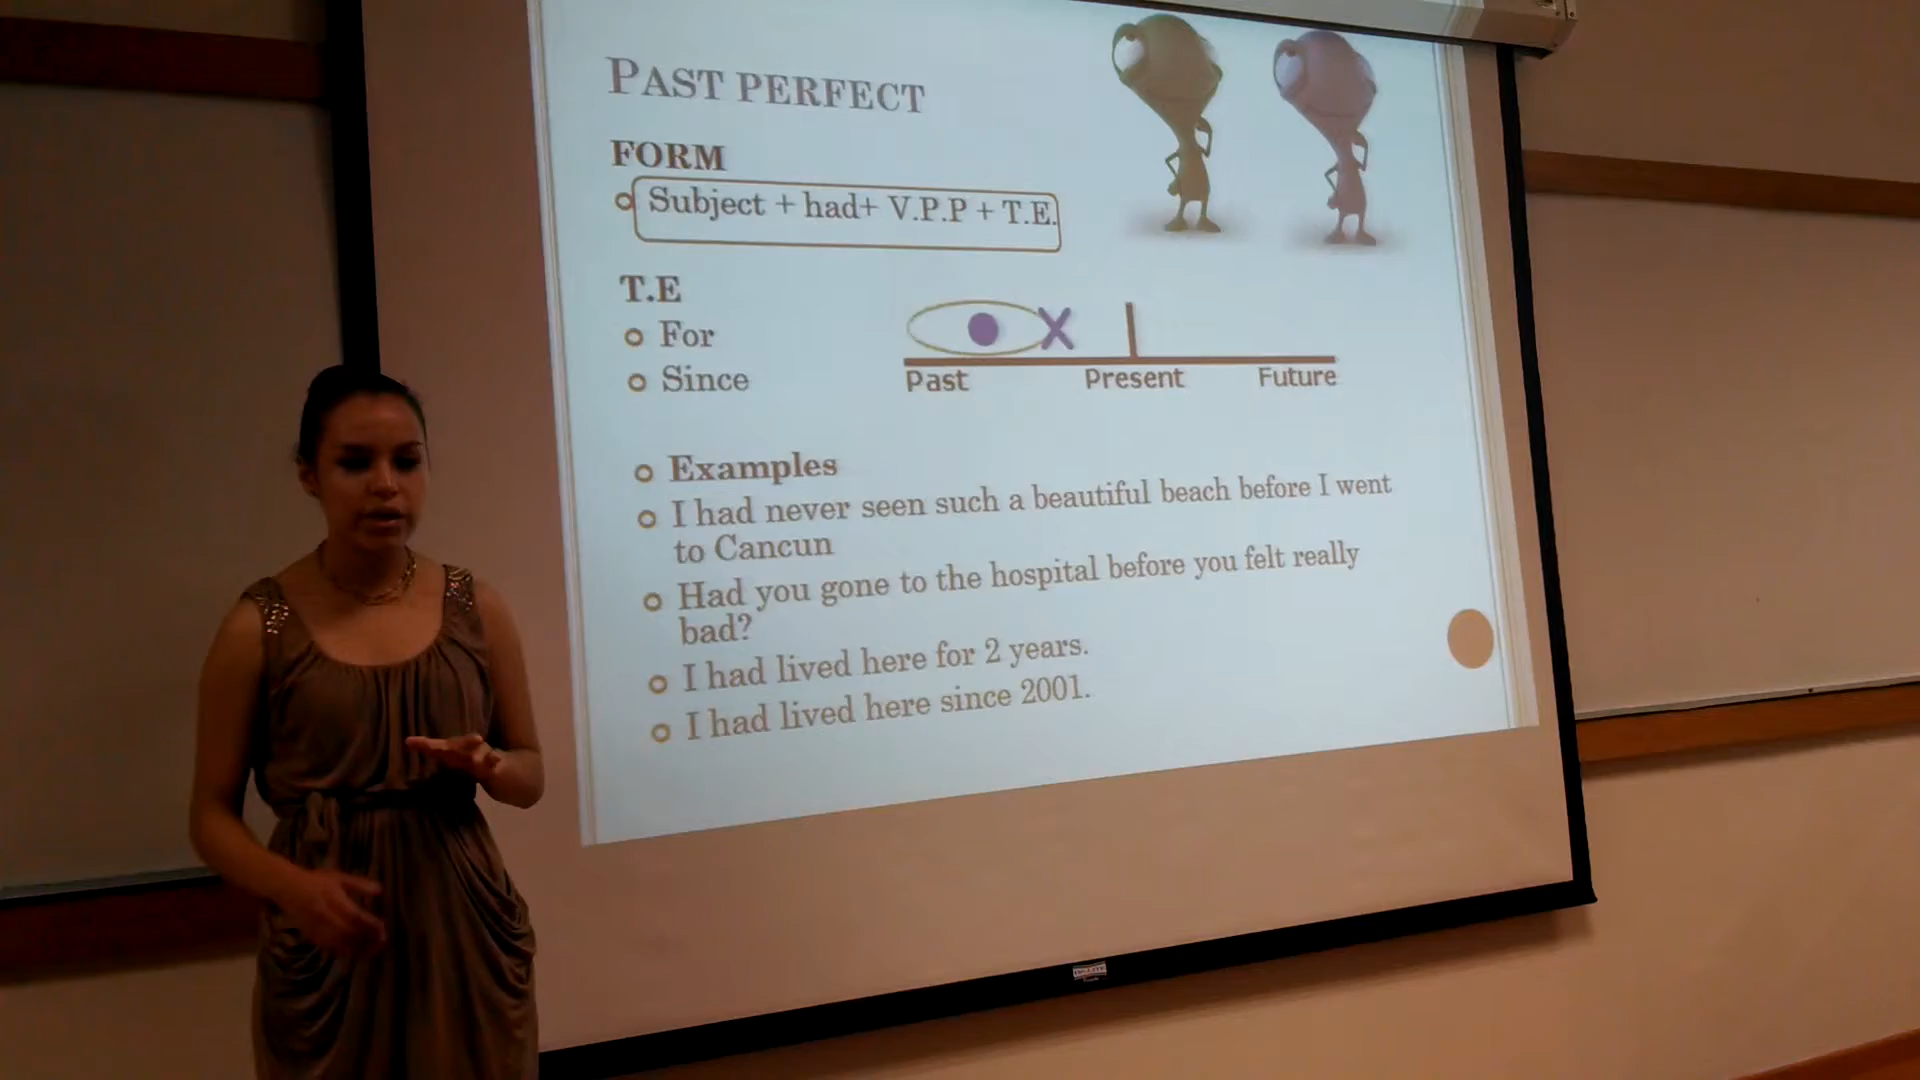 PAST PERFECT
FORM
Subject + had+ V.P.P + T.E.
T.E
For
Since
Past Present Future
Examples
I had never seen such a beautiful beach before I went
to Cancun
Had you gone to the hospital before you felt really
bad?
I had lived here for 2 years.
I had lived here since 2001.